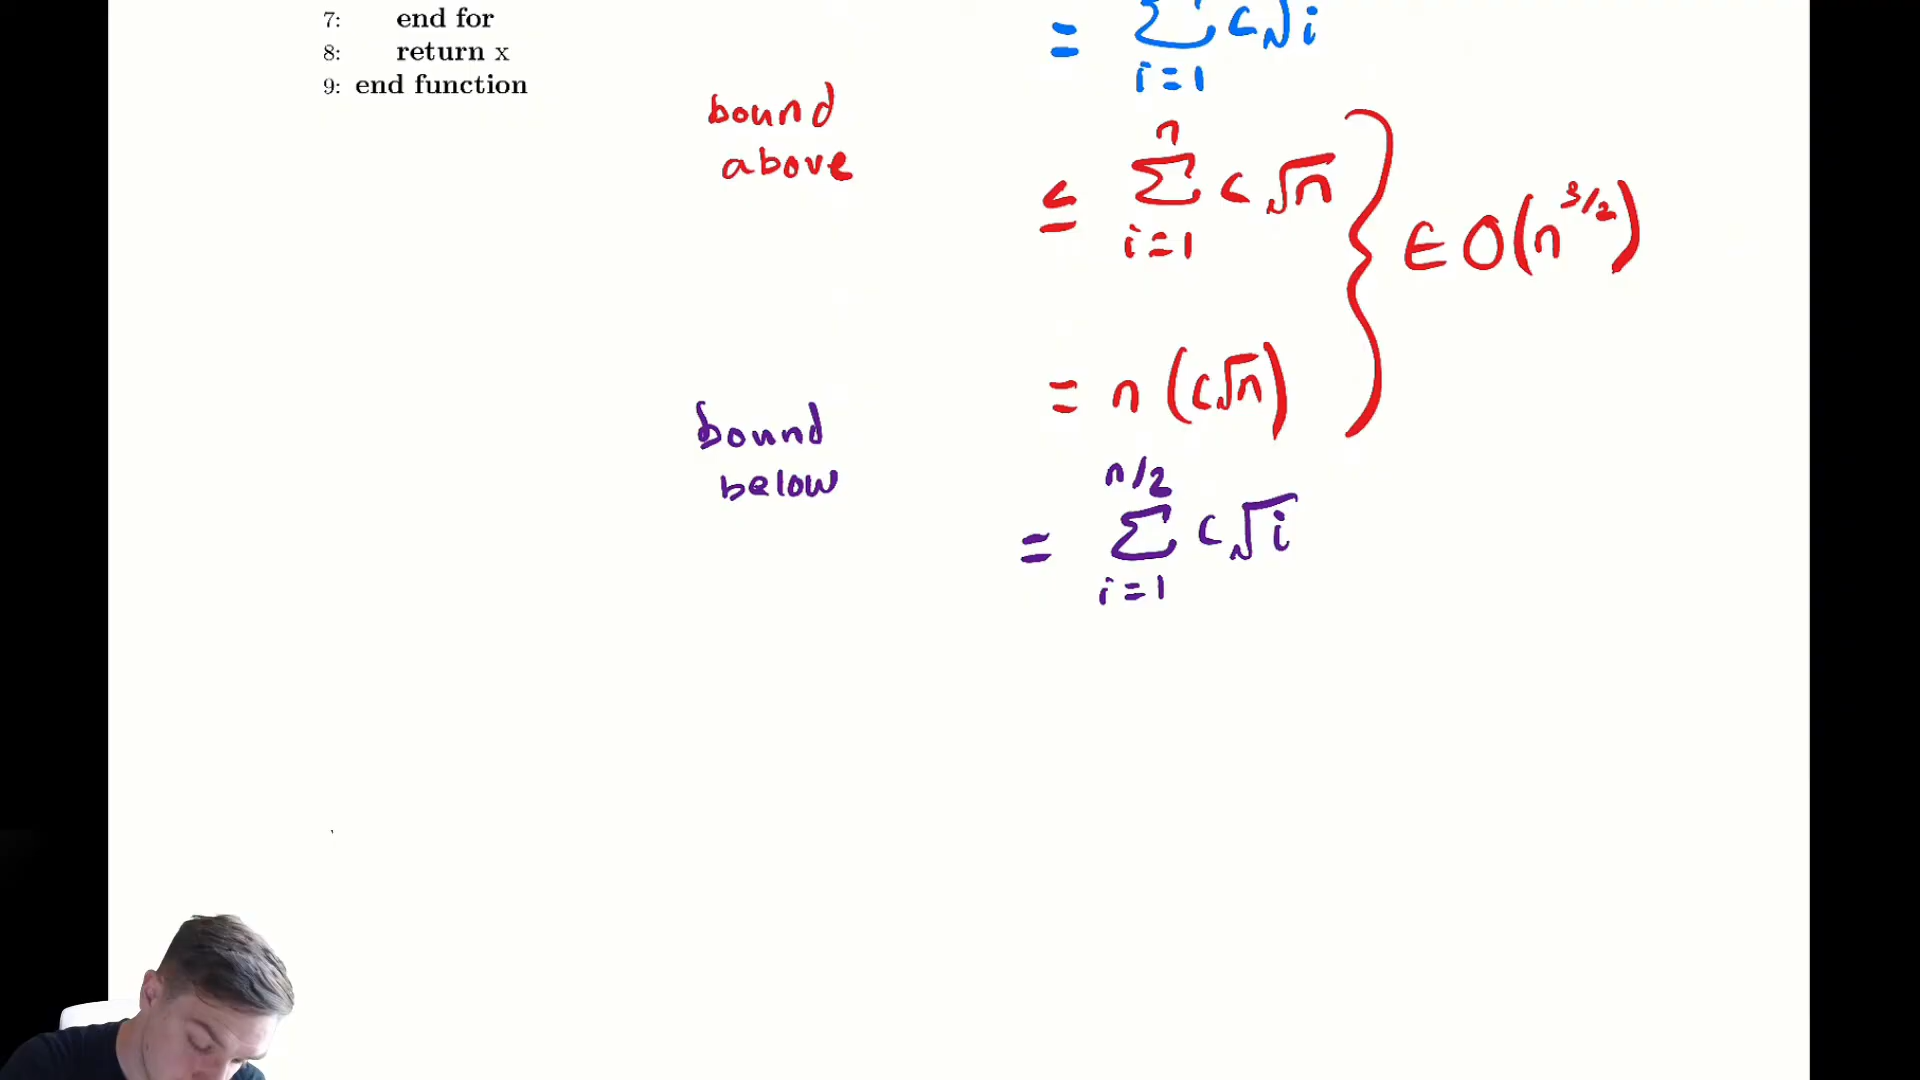 7: end for
8: return x
9: end function
= ∑ c√i
i=1
bound
above
n
≤ ∑ c√n
i=1
∈ O(n^3/2)
= n (c√n)
bound
below
n/2
= ∑ c√i
i=1